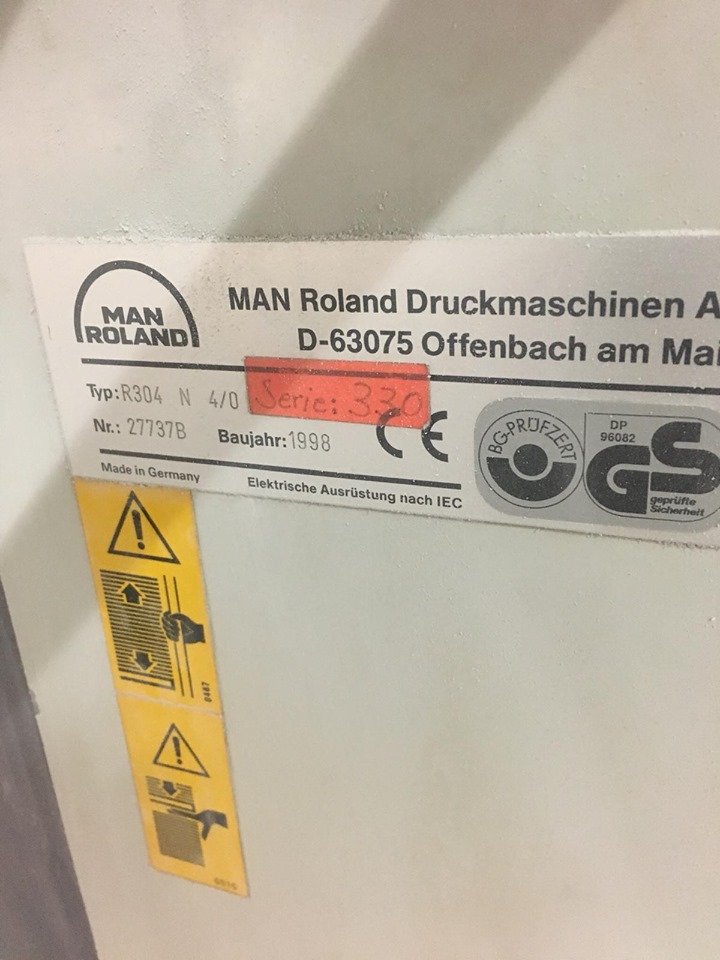 MAN
ROLAND
MAN Roland Druckmaschinen A
D-63075 Offenbach am Mai
Typ:R304 N 4/0
Serie: 330
Nr.: 27737B
Baujahr:1998
CE
BG-PRÜFZERT
DP
96082
GS
geprüfte
Sicherheit
Made in Germany
Elektrische Ausrüstung nach IEC